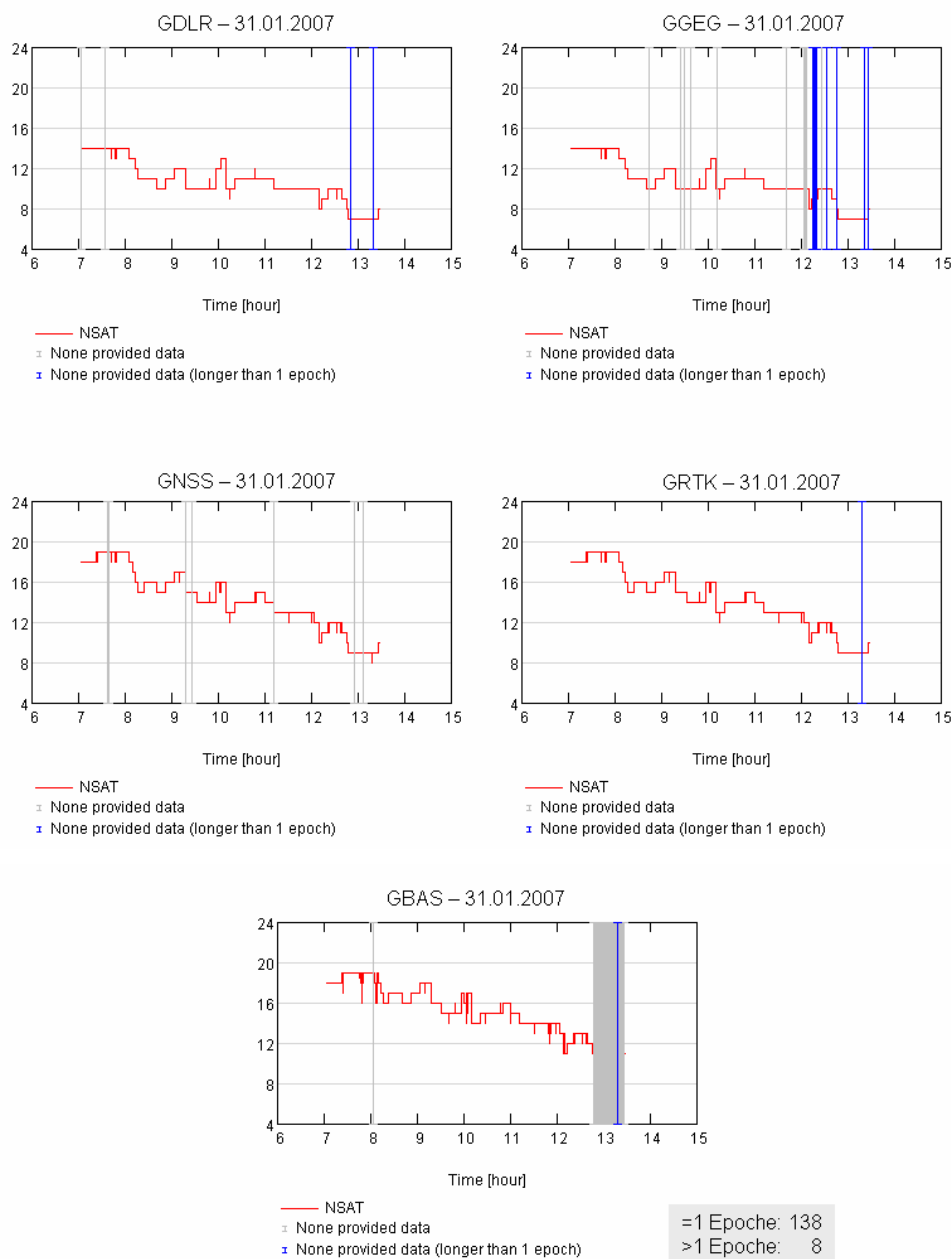 GDLR – 31.01.2007
24
20
16
12
8
4
6 7 8 9 10 11 12 13 14 15
Time [hour]
NSAT
None provided data
None provided data (longer than 1 epoch)
GGEG – 31.01.2007
24
20
16
12
8
4
6 7 8 9 10 11 12 13 14 15
Time [hour]
NSAT
None provided data
None provided data (longer than 1 epoch)
GNSS – 31.01.2007
24
20
16
12
8
4
6 7 8 9 10 11 12 13 14 15
Time [hour]
NSAT
None provided data
None provided data (longer than 1 epoch)
GRTK – 31.01.2007
24
20
16
12
8
4
6 7 8 9 10 11 12 13 14 15
Time [hour]
NSAT
None provided data
None provided data (longer than 1 epoch)
GBAS – 31.01.2007
24
20
16
12
8
4
6 7 8 9 10 11 12 13 14 15
Time [hour]
NSAT
None provided data
None provided data (longer than 1 epoch)
=1 Epoche: 138
>1 Epoche: 8